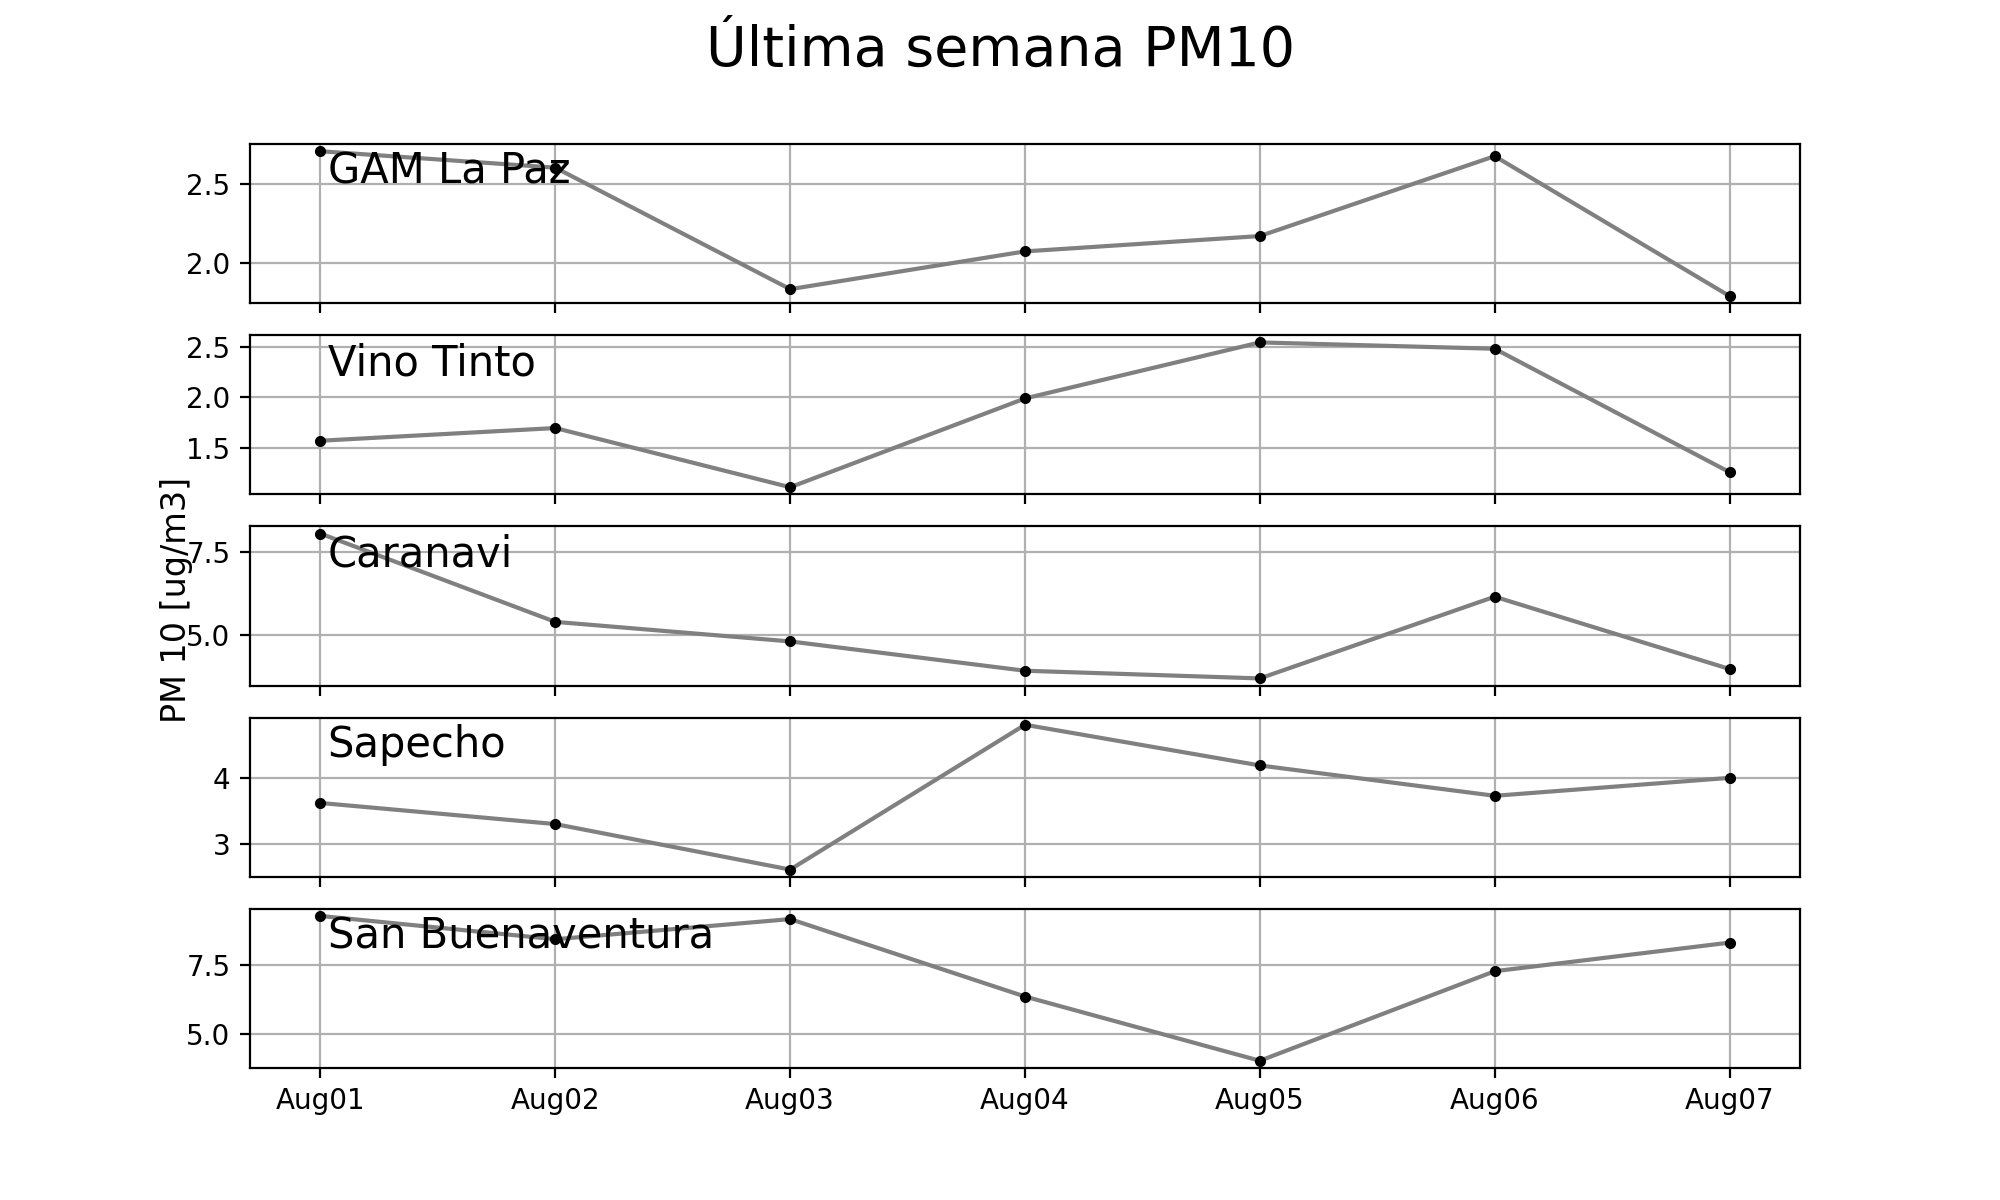 Última semana PM10
GAM La Paz
2.5
2.0
Vino Tinto
2.5
2.0
1.5
PM 10 [ug/m3]
Caranavi
7.5
5.0
Sapecho
4
3
San Buenaventura
7.5
5.0
Aug01 Aug02 Aug03 Aug04 Aug05 Aug06 Aug07